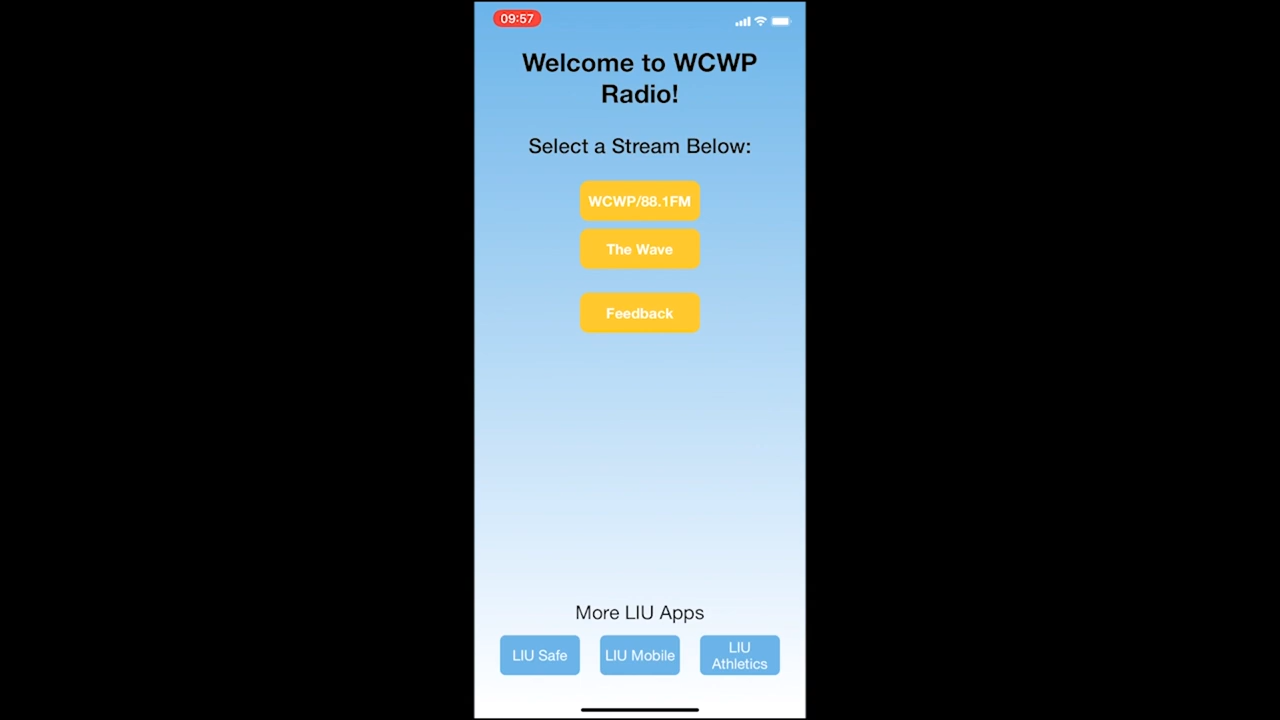 09:57
Welcome to WCWP
Radio!
Select a Stream Below:
WCWP/88.1FM
The Wave
Feedback
More LIU Apps
LIU Safe
LIU Mobile
LIU
Athletics